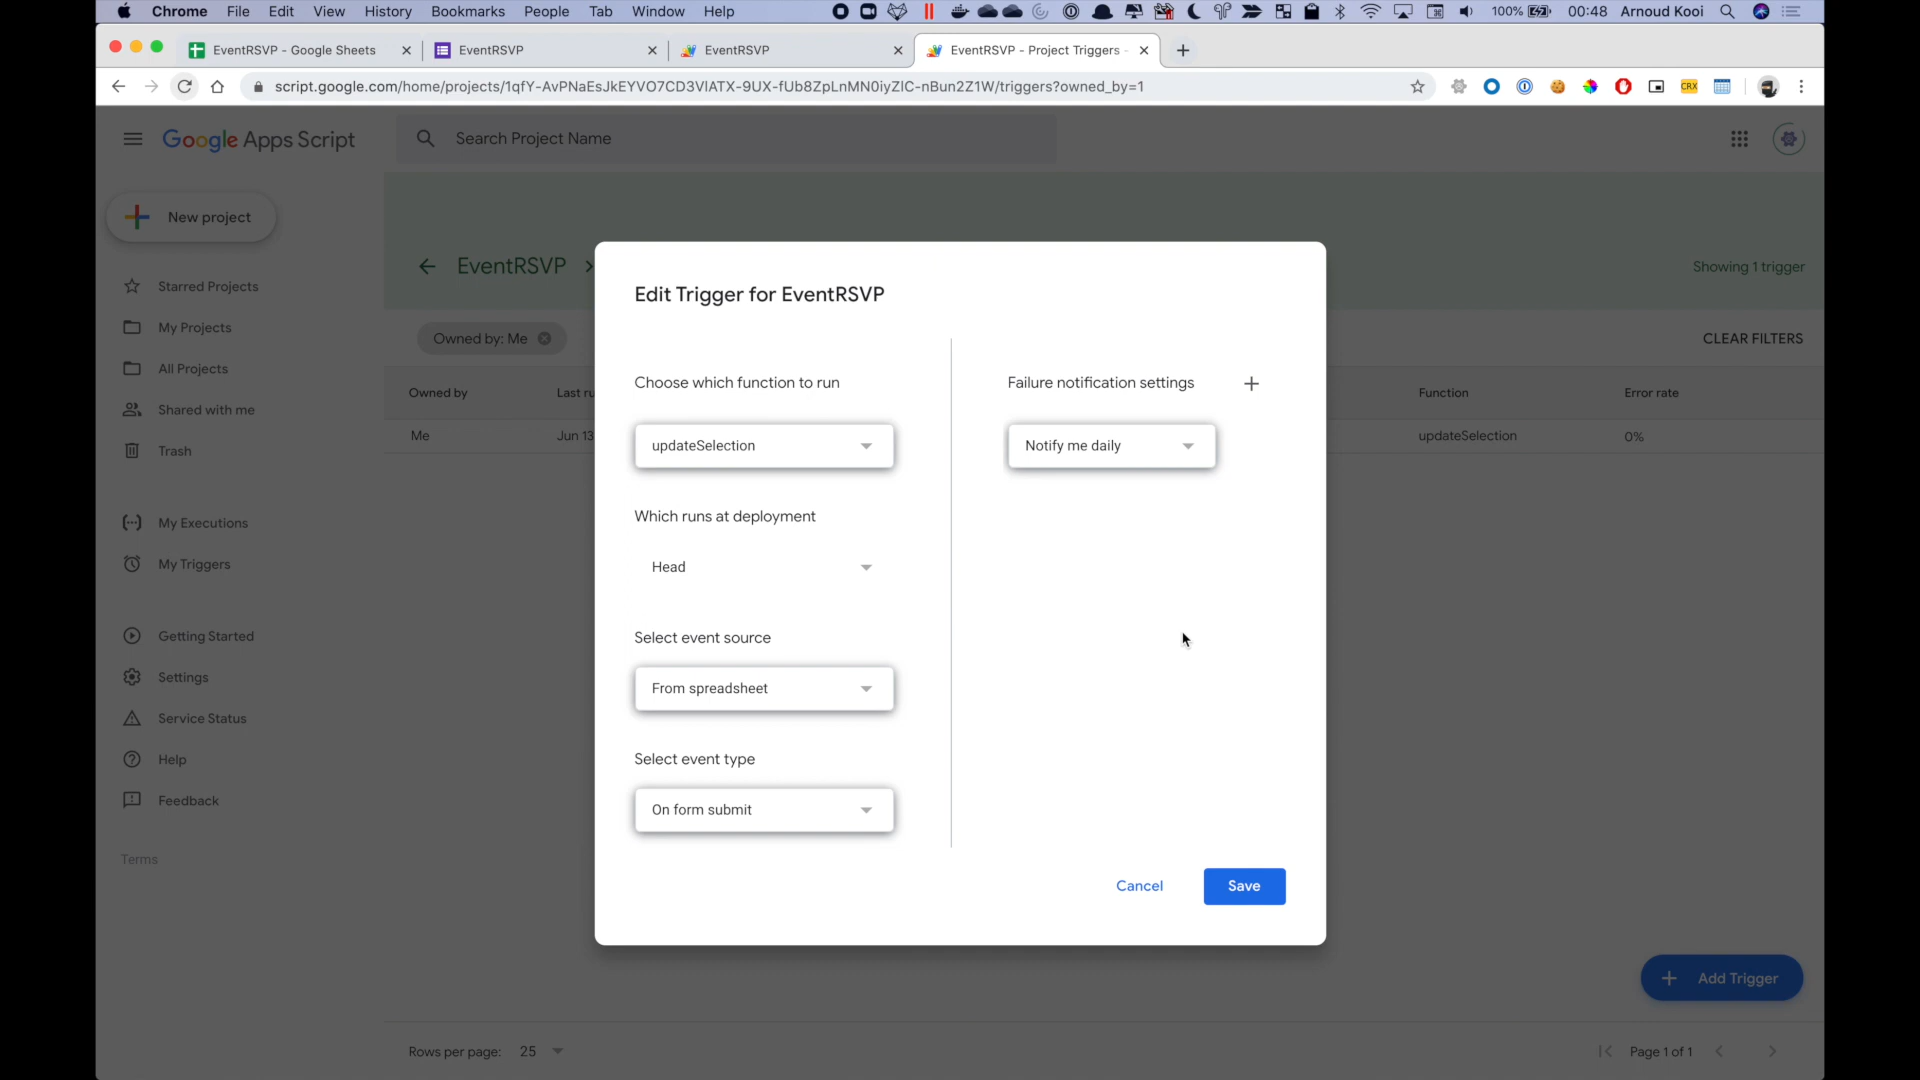 Chrome File Edit View History Bookmarks People Tab Window Help 100% 00:48 Arnoud Kooi
EventRSVP - Google Sheets EventRSVP EventRSVP EventRSVP - Project Triggers -
script.google.com/home/projects/1qfY-AvPNaEsJkEYVO7CD3VlATX-9UX-fUb8ZpLnMN0iyZlC-nBun2Z1W/triggers?owned_by=1 CRX
Google Apps Script Search Project Name
New project
EventRSVP Showing 1 trigger
Starred Projects
My Projects
All Projects
Shared with me
Trash
My Executions
My Triggers
Getting Started
Settings
Service Status
Help
Feedback
Terms
Owned by: Me CLEAR FILTERS
Owned by Last ru Function Error rate
Me Jun 13 updateSelection 0%
Edit Trigger for EventRSVP
Choose which function to run
updateSelection
Which runs at deployment
Head
Select event source
From spreadsheet
Select event type
On form submit
Failure notification settings
Notify me daily
Cancel Save
Add Trigger
Rows per page: 25 Page 1 of 1